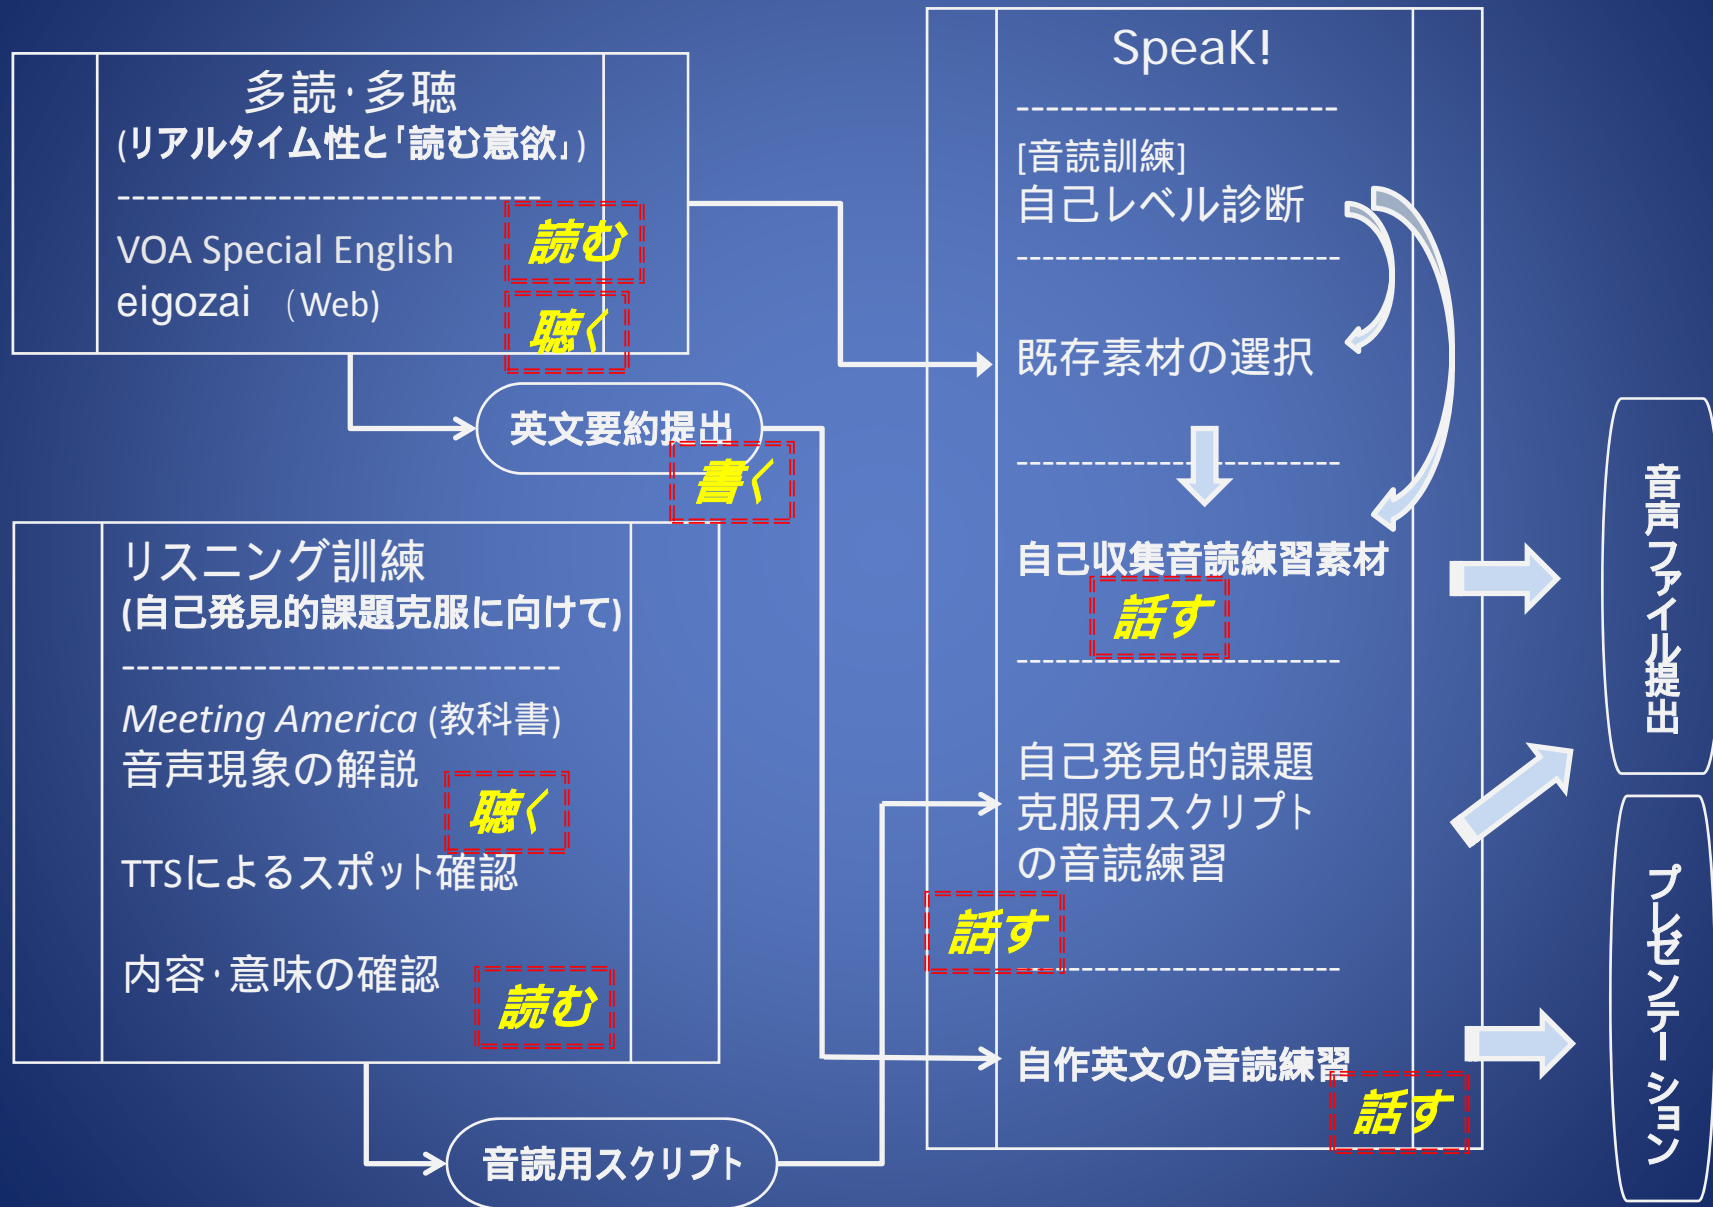 多読・多聴
(リアルタイム性と「読む意欲」)
------------------------------
VOA Special English
eigozai （Web)
読む
聴く
英文要約提出
書く
リスニング訓練
(自己発見的課題克服に向けて)
------------------------------
Meeting America (教科書)
音声現象の解説
聴く
TTSによるスポット確認
内容・意味の確認
読む
音読用スクリプト
SpeaK!
----------------------
[音読訓練]
自己レベル診断
-------------------------
既存素材の選択
-------------------------
自己収集音読練習素材
話す
-------------------------
自己発見的課題
克服用スクリプト
の音読練習
話す
-------------------------
自作英文の音読練習
話す
音声ファイル提出
プレゼンテーション